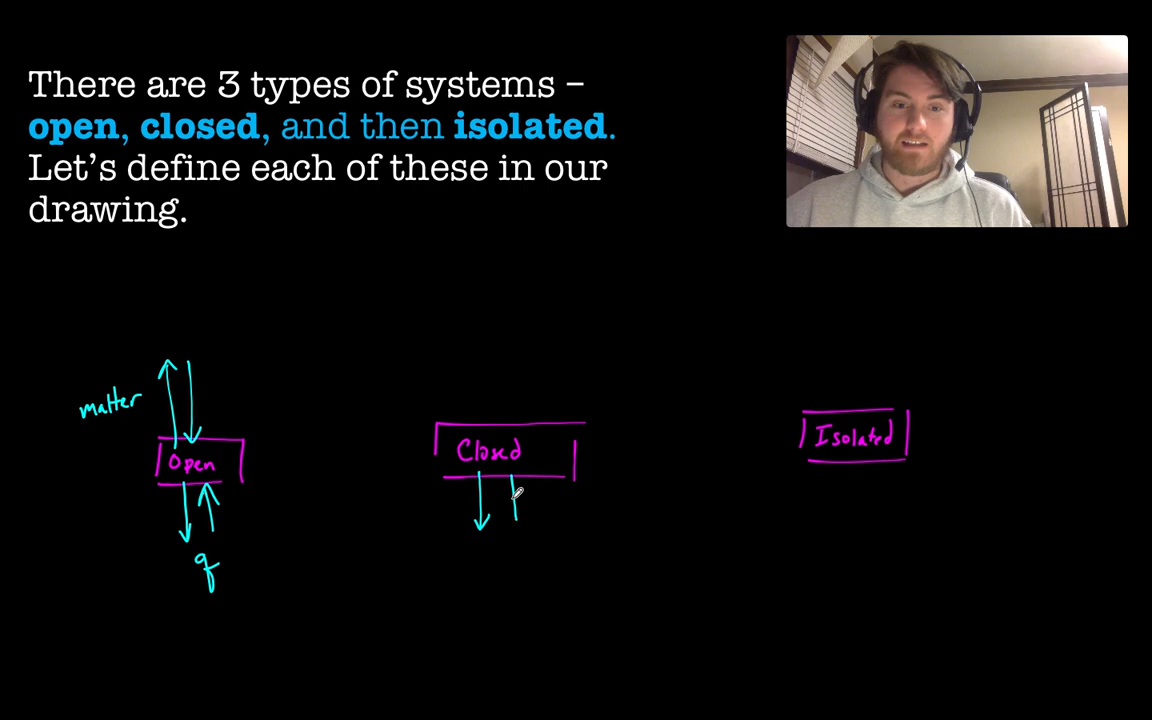 There are 3 types of systems –
open, closed, and then isolated.
Let’s define each of these in our
drawing.
matter
Open
Closed
Isolated
q